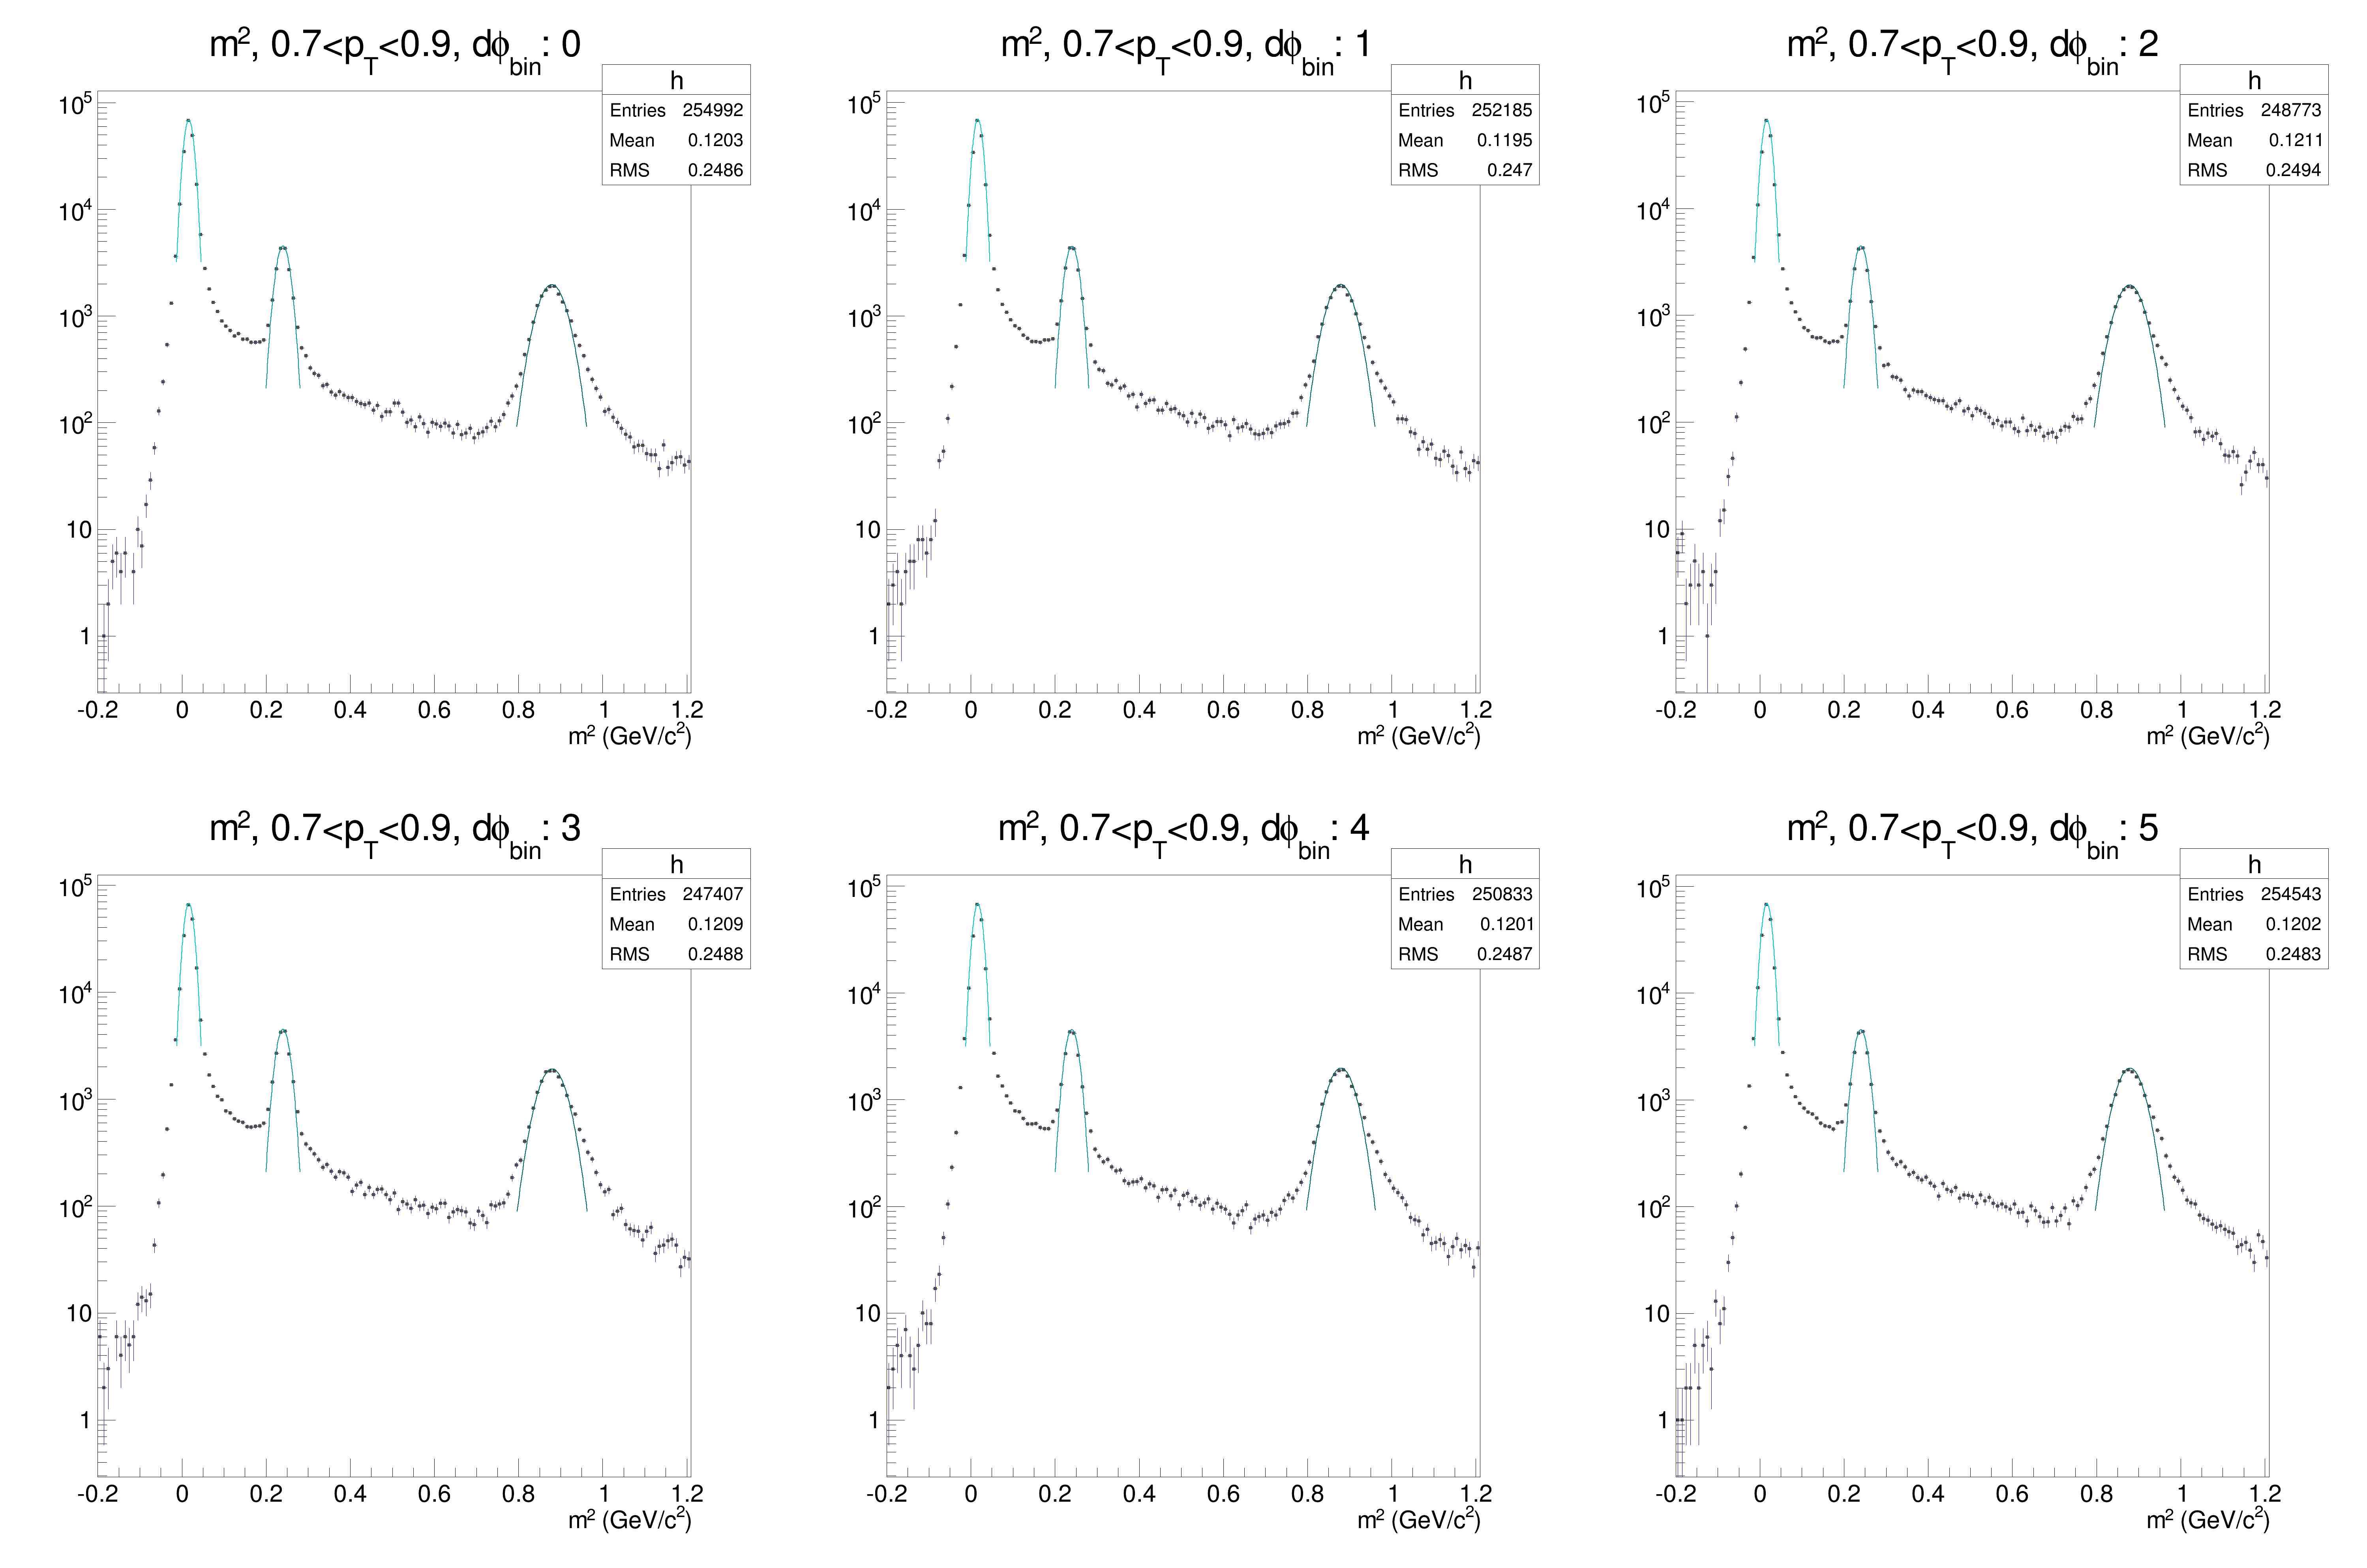 m², 0.7<p_T<0.9, dϕ_bin: 0
h
Entries 254992
Mean 0.1203
RMS 0.2486
10⁵
10⁴
10³
10²
10
1
-0.2 0 0.2 0.4 0.6 0.8 1 1.2
m² (GeV/c²)
m², 0.7<p_T<0.9, dϕ_bin: 1
h
Entries 252185
Mean 0.1195
RMS 0.247
10⁵
10⁴
10³
10²
10
1
-0.2 0 0.2 0.4 0.6 0.8 1 1.2
m² (GeV/c²)
m², 0.7<p_T<0.9, dϕ_bin: 2
h
Entries 248773
Mean 0.1211
RMS 0.2494
10⁵
10⁴
10³
10²
10
1
-0.2 0 0.2 0.4 0.6 0.8 1 1.2
m² (GeV/c²)
m², 0.7<p_T<0.9, dϕ_bin: 3
h
Entries 247407
Mean 0.1209
RMS 0.2488
10⁵
10⁴
10³
10²
10
1
-0.2 0 0.2 0.4 0.6 0.8 1 1.2
m² (GeV/c²)
m², 0.7<p_T<0.9, dϕ_bin: 4
h
Entries 250833
Mean 0.1201
RMS 0.2487
10⁵
10⁴
10³
10²
10
1
-0.2 0 0.2 0.4 0.6 0.8 1 1.2
m² (GeV/c²)
m², 0.7<p_T<0.9, dϕ_bin: 5
h
Entries 254543
Mean 0.1202
RMS 0.2483
10⁵
10⁴
10³
10²
10
1
-0.2 0 0.2 0.4 0.6 0.8 1 1.2
m² (GeV/c²)